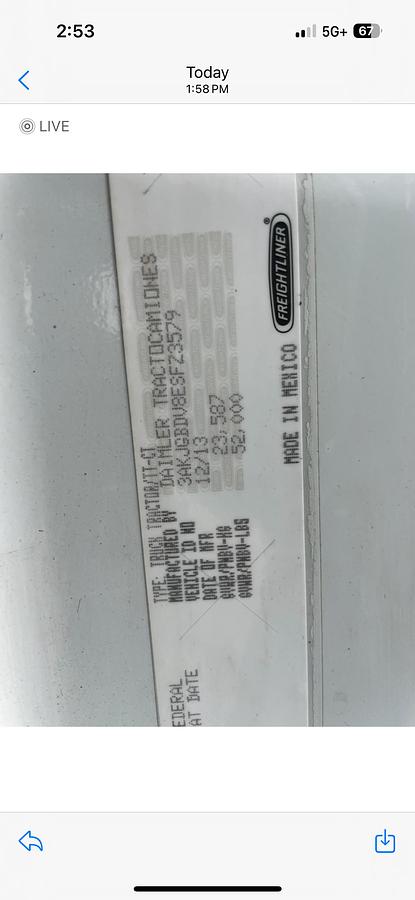 2:53
5G+
67
Today
1:58 PM
LIVE
EDERAL
AT DATE
TYPE: TRUCK TRACTOR/TT-CT
MANUFACTURED BY DAIMLER TRACTOCAMIONES
VEHICLE ID NO 3AKJGBDV8ESFZ3579
DATE OF MFR 12/13
GVWR/PNBV-KG 23,587
GVWR/PNBV-LBS 52,000
MADE IN MEXICO
FREIGHTLINER®